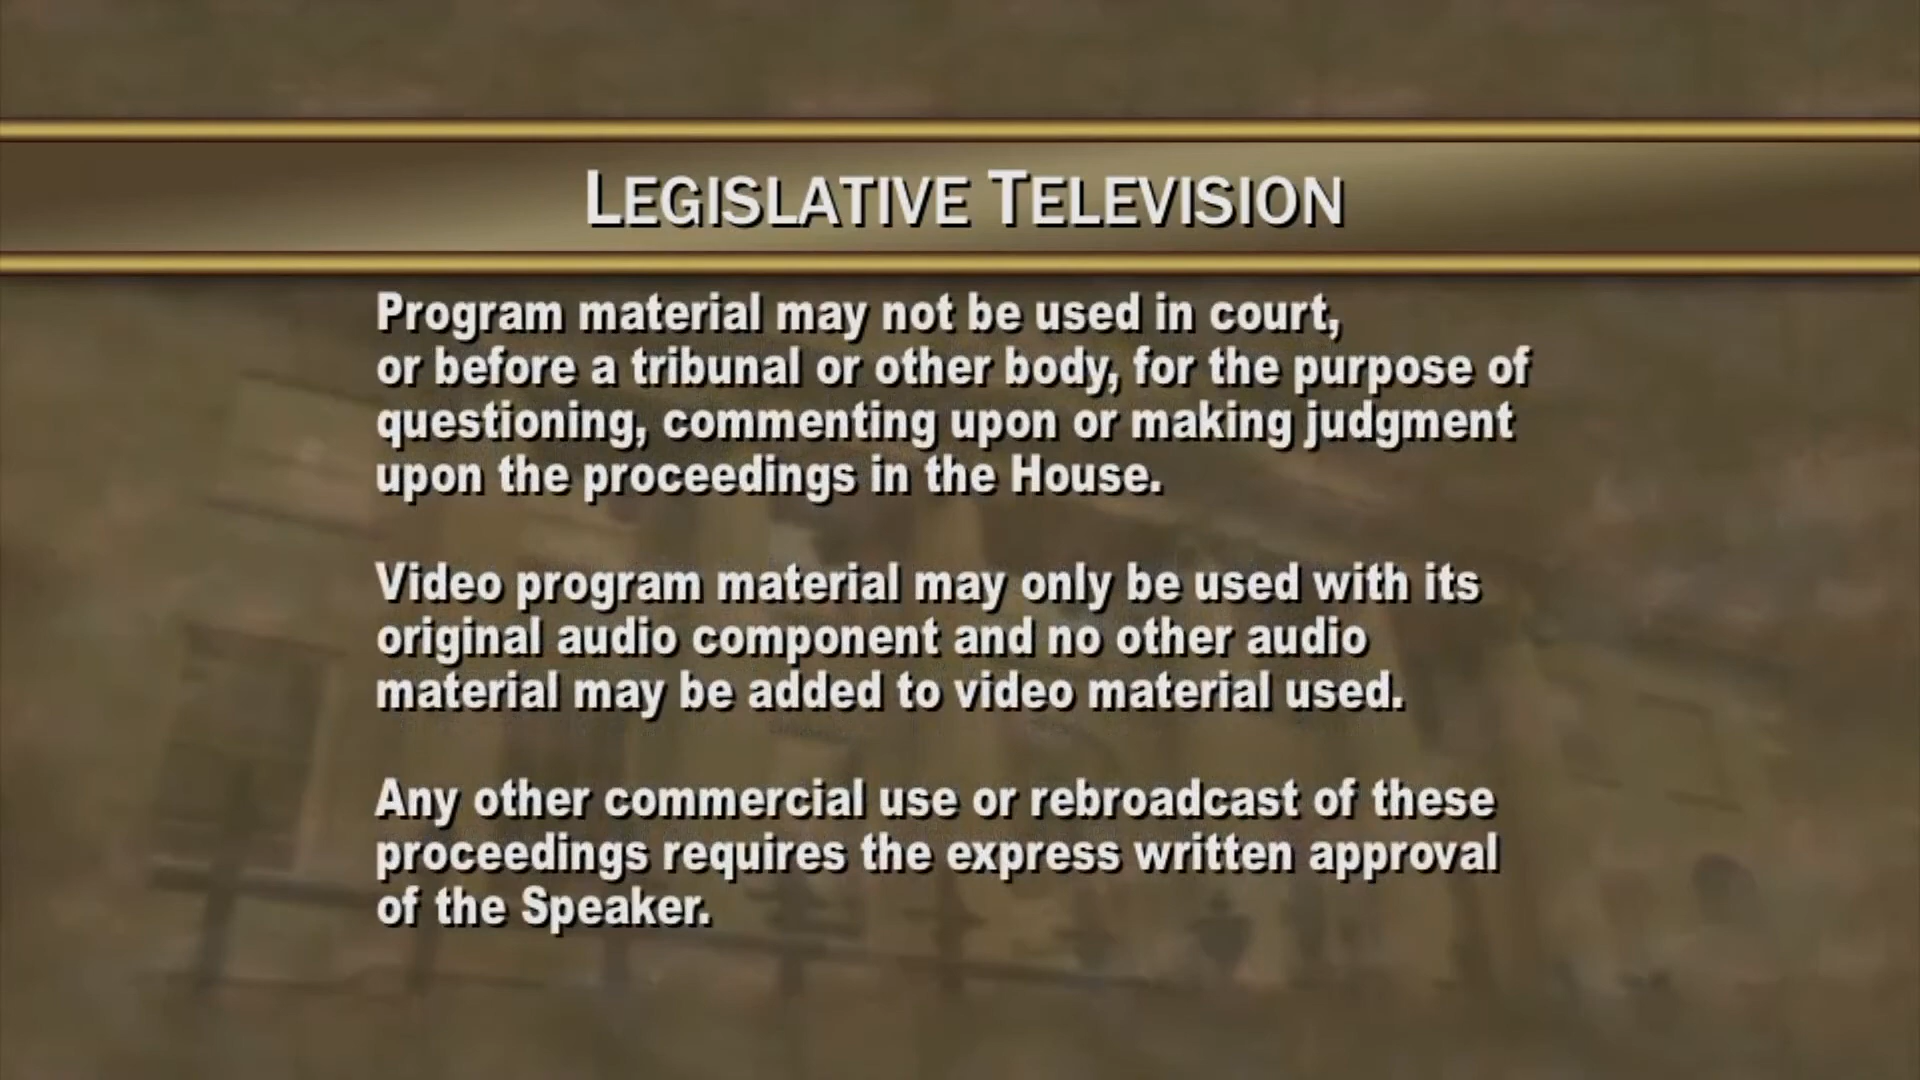 LEGISLATIVE TELEVISION
Program material may not be used in court,
or before a tribunal or other body, for the purpose of
questioning, commenting upon or making judgment
upon the proceedings in the House.
Video program material may only be used with its
original audio component and no other audio
material may be added to video material used.
Any other commercial use or rebroadcast of these
proceedings requires the express written approval
of the Speaker.